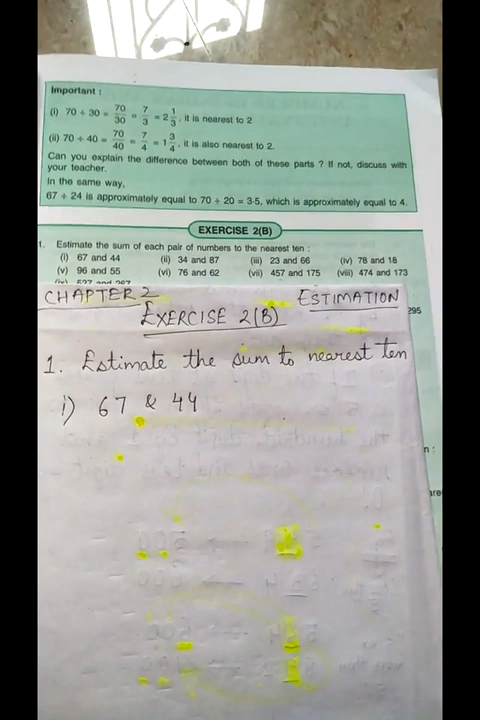 Important :
(i) 70 ÷ 30 = 70/30 = 7/3 = 2 1/3, it is nearest to 2
(ii) 70 ÷ 40 = 70/40 = 7/4 = 1 3/4, it is also nearest to 2.
Can you explain the difference between both of these parts ? If not, discuss with
your teacher.
In the same way,
67 ÷ 24 is approximately equal to 70 ÷ 20 = 3·5, which is approximately equal to 4.
EXERCISE 2(B)
1. Estimate the sum of each pair of numbers to the nearest ten :
(i) 67 and 44 (ii) 34 and 87 (iii) 23 and 66 (iv) 78 and 18
(v) 96 and 55 (vi) 76 and 62 (vii) 457 and 175 (viii) 474 and 173
CHAPTER 2 ESTIMATION
295
EXERCISE 2(B)
1. Estimate the sum to nearest ten
i) 67 & 44
n :